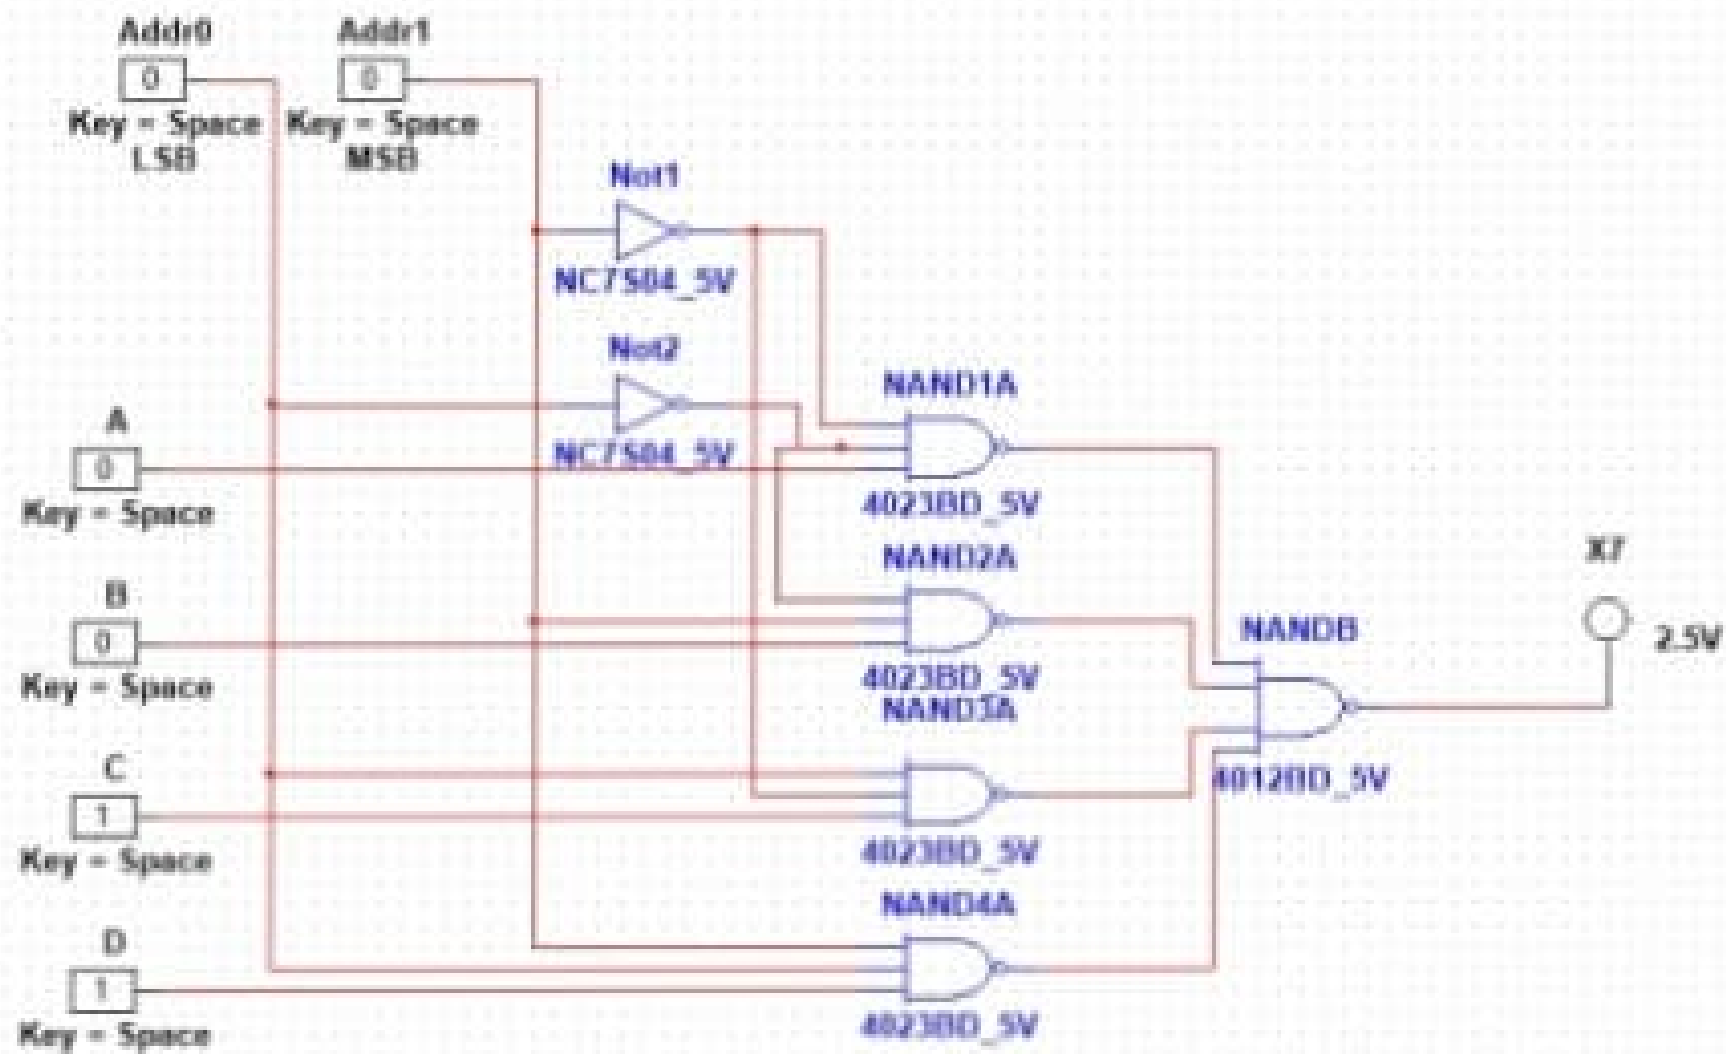 Addr0 Addr1
0 0
Key = Space Key = Space
LSB MSB
Not1
NC7S04_5V
Not2
NC7S04_5V
A
0
Key = Space
NAND1A
4023BD_5V
B
0
Key = Space
NAND2A
4023BD_5V
NAND3A
C
1
Key = Space
4023BD_5V
NAND4A
D
1
Key = Space
4023BD_5V
NANDB
4012BD_5V
X7
2.5V